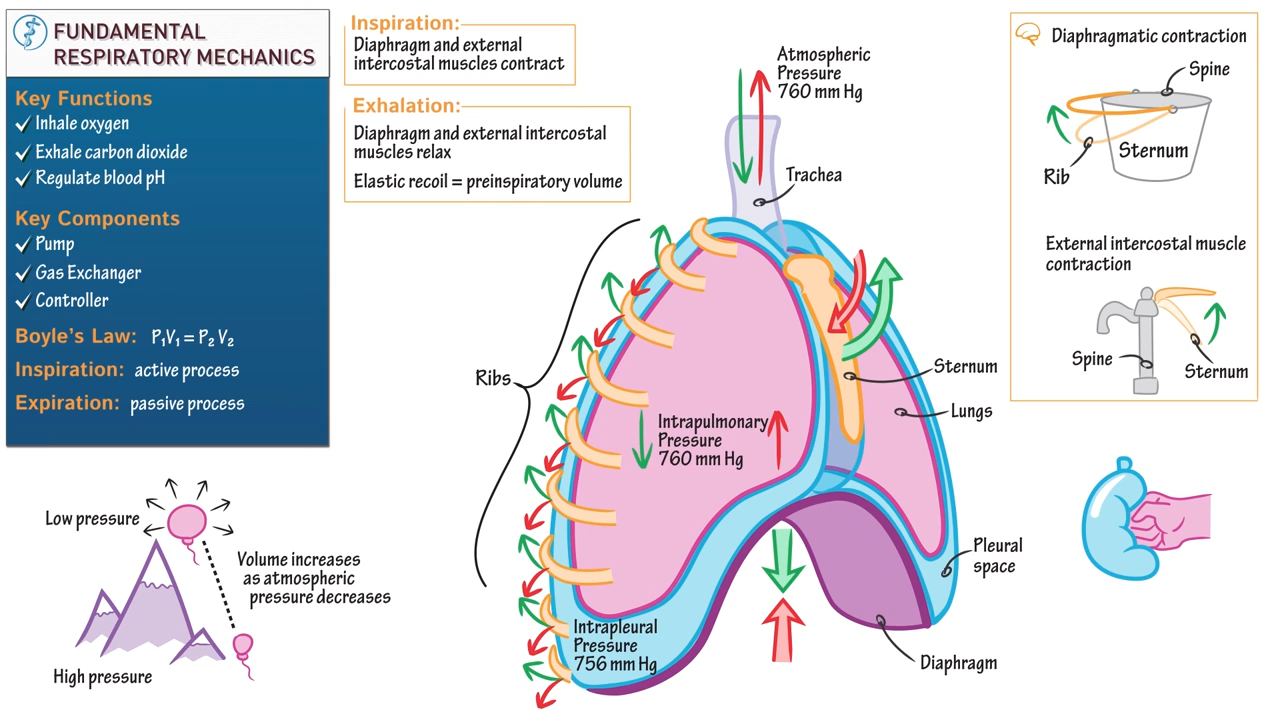 FUNDAMENTAL
RESPIRATORY MECHANICS
Key Functions
Inhale oxygen
Exhale carbon dioxide
Regulate blood pH
Key Components
Pump
Gas Exchanger
Controller
Boyle's Law: P₁V₁ = P₂ V₂
Inspiration: active process
Expiration: passive process
Low pressure
Volume increases
as atmospheric
pressure decreases
High pressure
Inspiration:
Diaphragm and external
intercostal muscles contract
Exhalation:
Diaphragm and external intercostal
muscles relax
Elastic recoil = preinspiratory volume
Atmospheric
Pressure
760 mm Hg
Trachea
Ribs
Sternum
Lungs
Intrapulmonary
Pressure
760 mm Hg
Pleural
space
Intrapleural
Pressure
756 mm Hg
Diaphragm
Diaphragmatic contraction
Spine
Sternum
Rib
External intercostal muscle
contraction
Spine
Sternum